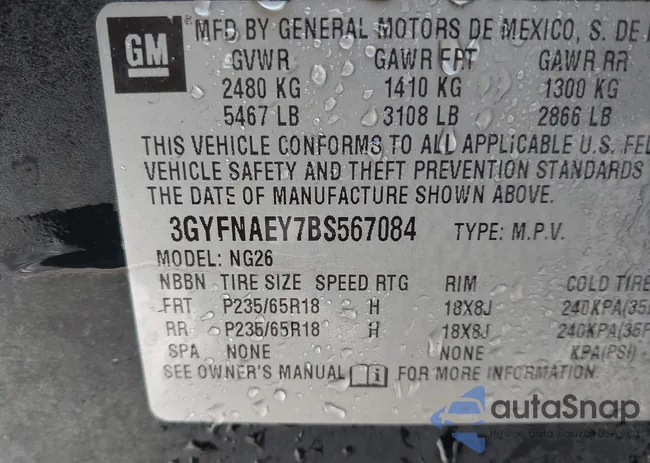 GM
MFD BY GENERAL MOTORS DE MEXICO, S. DE
GVWR GAWR FRT GAWR RR
2480 KG 1410 KG 1300 KG
5467 LB 3108 LB 2866 LB
THIS VEHICLE CONFORMS TO ALL APPLICABLE U.S. FE
VEHICLE SAFETY AND THEFT PREVENTION STANDARDS
THE DATE OF MANUFACTURE SHOWN ABOVE.
3GYFNAEY7BS567084 TYPE: M.P.V.
MODEL: NG26
NBBN TIRE SIZE SPEED RTG RIM COLD TIRE
FRT P235/65R18 H 18X8J 240KPA(35
RR P235/65R18 H 18X8J 240KPA(35
SPA NONE NONE KPA(PSI)
SEE OWNER'S MANUAL FOR MORE INFORMATION.
autoSnap